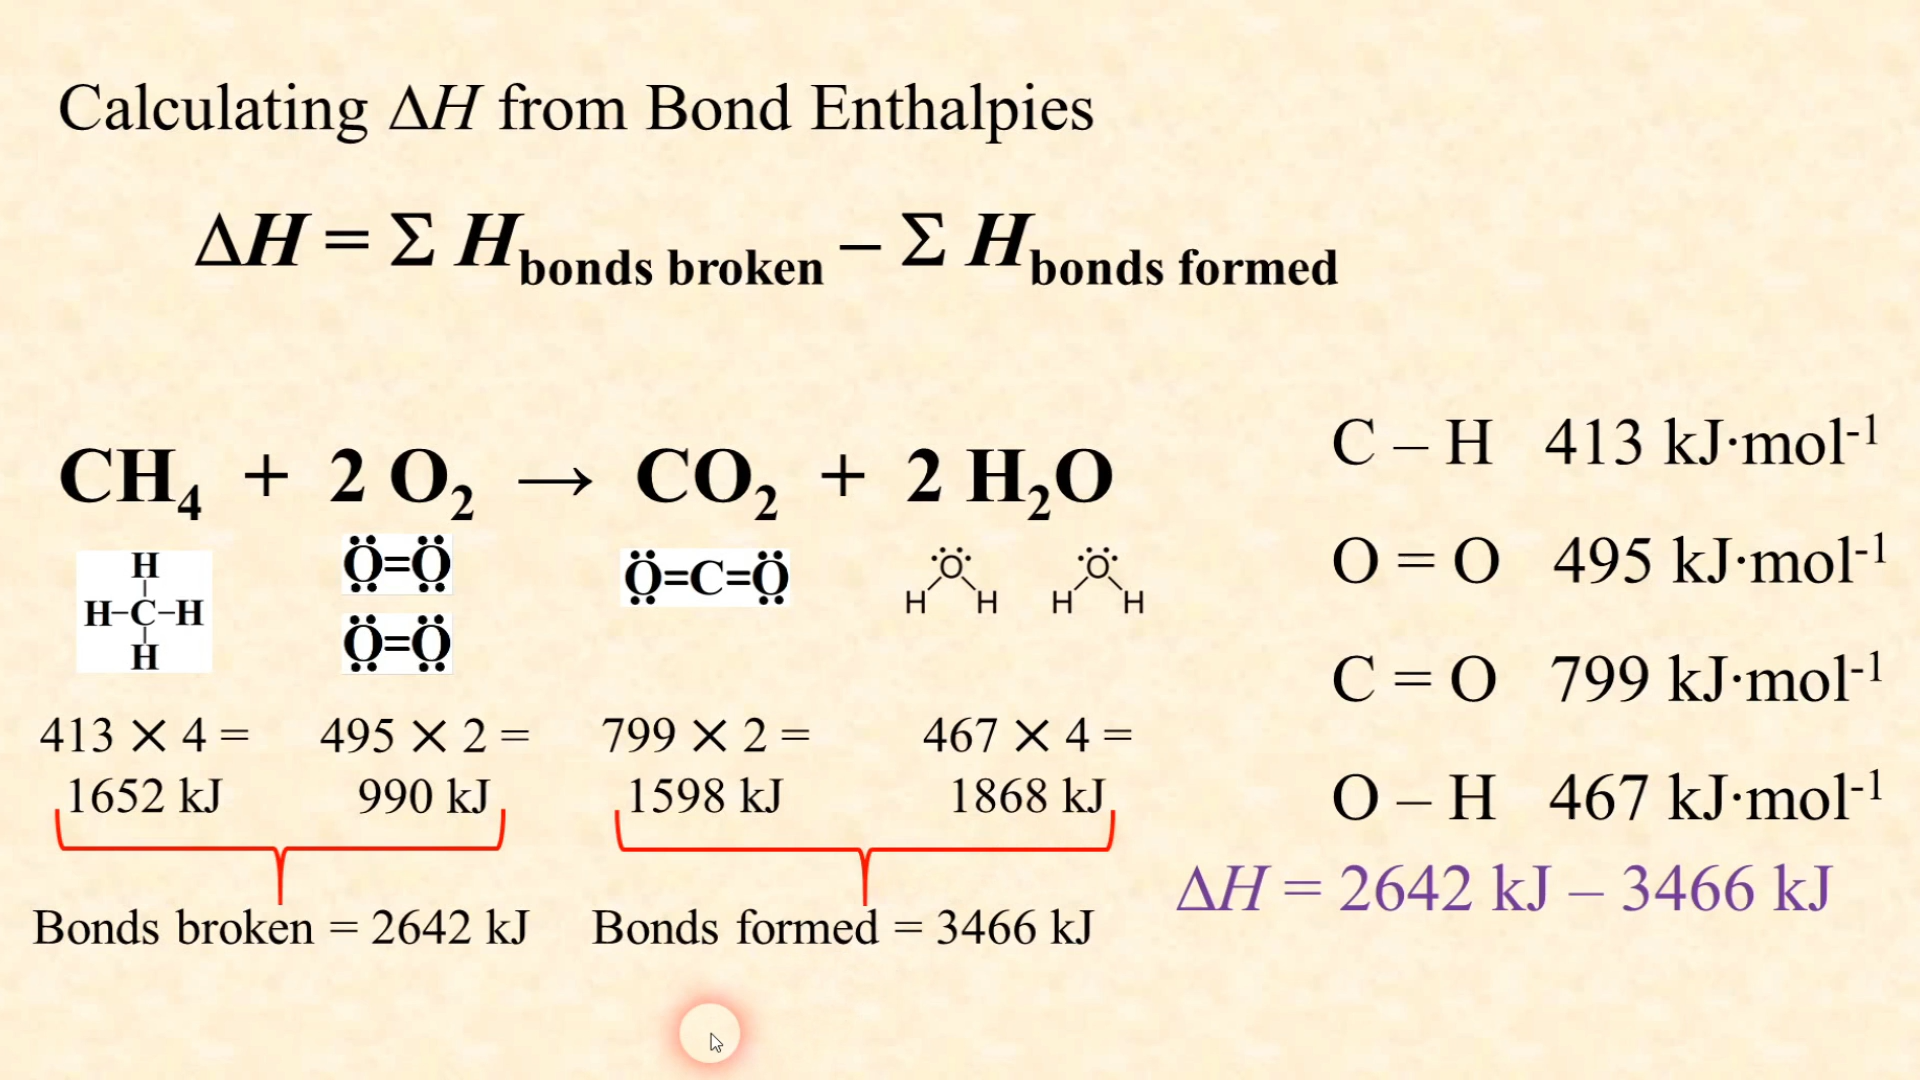 Calculating ΔH from Bond Enthalpies
ΔH = Σ H bonds broken – Σ H bonds formed
CH₄ + 2 O₂ → CO₂ + 2 H₂O
H
H–C–H
H
O=O
O=O
O=C=O
O
H H
O
H H
413 × 4 =
1652 kJ
495 × 2 =
990 kJ
799 × 2 =
1598 kJ
467 × 4 =
1868 kJ
Bonds broken = 2642 kJ
Bonds formed = 3466 kJ
C – H 413 kJ·mol⁻¹
O = O 495 kJ·mol⁻¹
C = O 799 kJ·mol⁻¹
O – H 467 kJ·mol⁻¹
ΔH = 2642 kJ – 3466 kJ